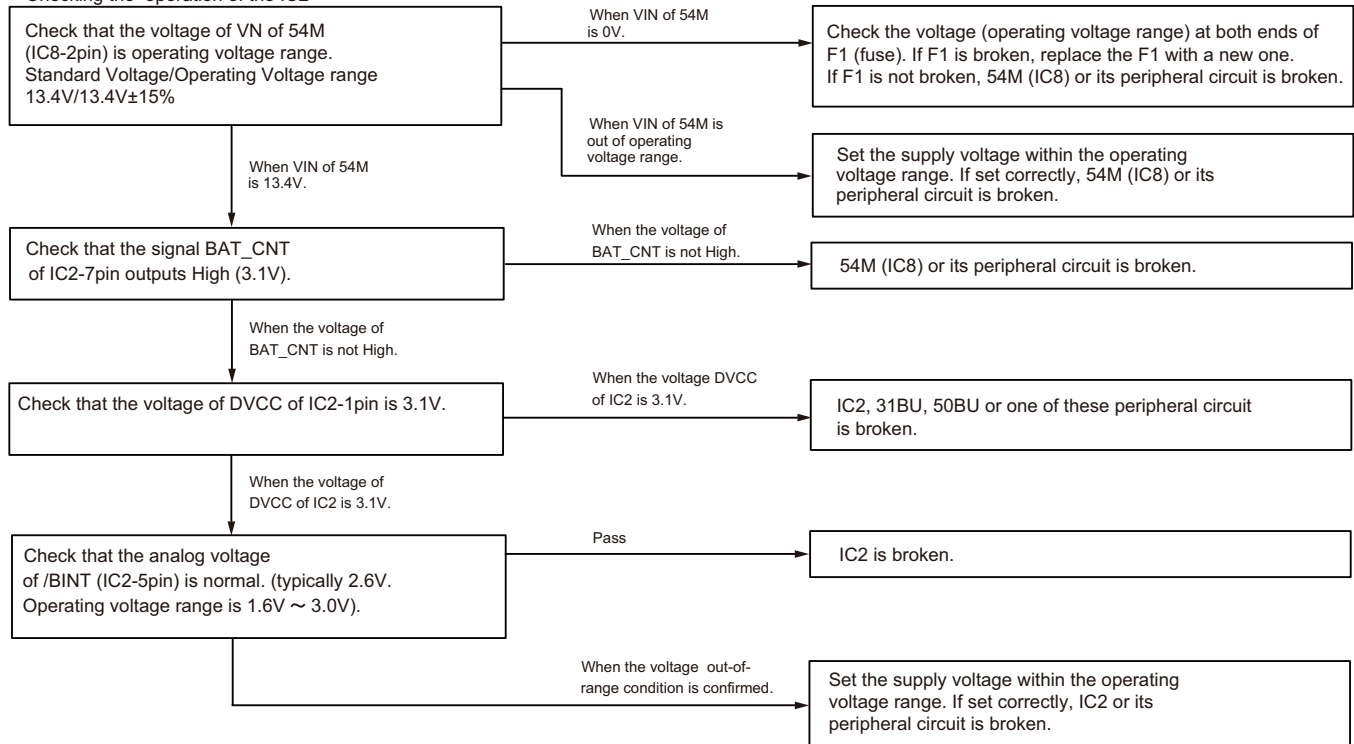 Check that the voltage of VN of 54M
(IC8-2pin) is operating voltage range.
Standard Voltage/Operating Voltage range
13.4V/13.4V±15%
When VIN of 54M
is 0V.
Check the voltage (operating voltage range) at both ends of
F1 (fuse). If F1 is broken, replace the F1 with a new one.
If F1 is not broken, 54M (IC8) or its peripheral circuit is broken.
When VIN of 54M is
out of operating
voltage range.
Set the supply voltage within the operating
voltage range. If set correctly, 54M (IC8) or its
peripheral circuit is broken.
When VIN of 54M
is 13.4V.
Check that the signal BAT_CNT
of IC2-7pin outputs High (3.1V).
When the voltage of
BAT_CNT is not High.
54M (IC8) or its peripheral circuit is broken.
When the voltage of
BAT_CNT is not High.
Check that the voltage of DVCC of IC2-1pin is 3.1V.
When the voltage DVCC
of IC2 is 3.1V.
IC2, 31BU, 50BU or one of these peripheral circuit
is broken.
When the voltage of
DVCC of IC2 is 3.1V.
Check that the analog voltage
of /BINT (IC2-5pin) is normal. (typically 2.6V.
Operating voltage range is 1.6V ～ 3.0V).
Pass
IC2 is broken.
When the voltage out-of-
range condition is confirmed.
Set the supply voltage within the operating
voltage range. If set correctly, IC2 or its
peripheral circuit is broken.